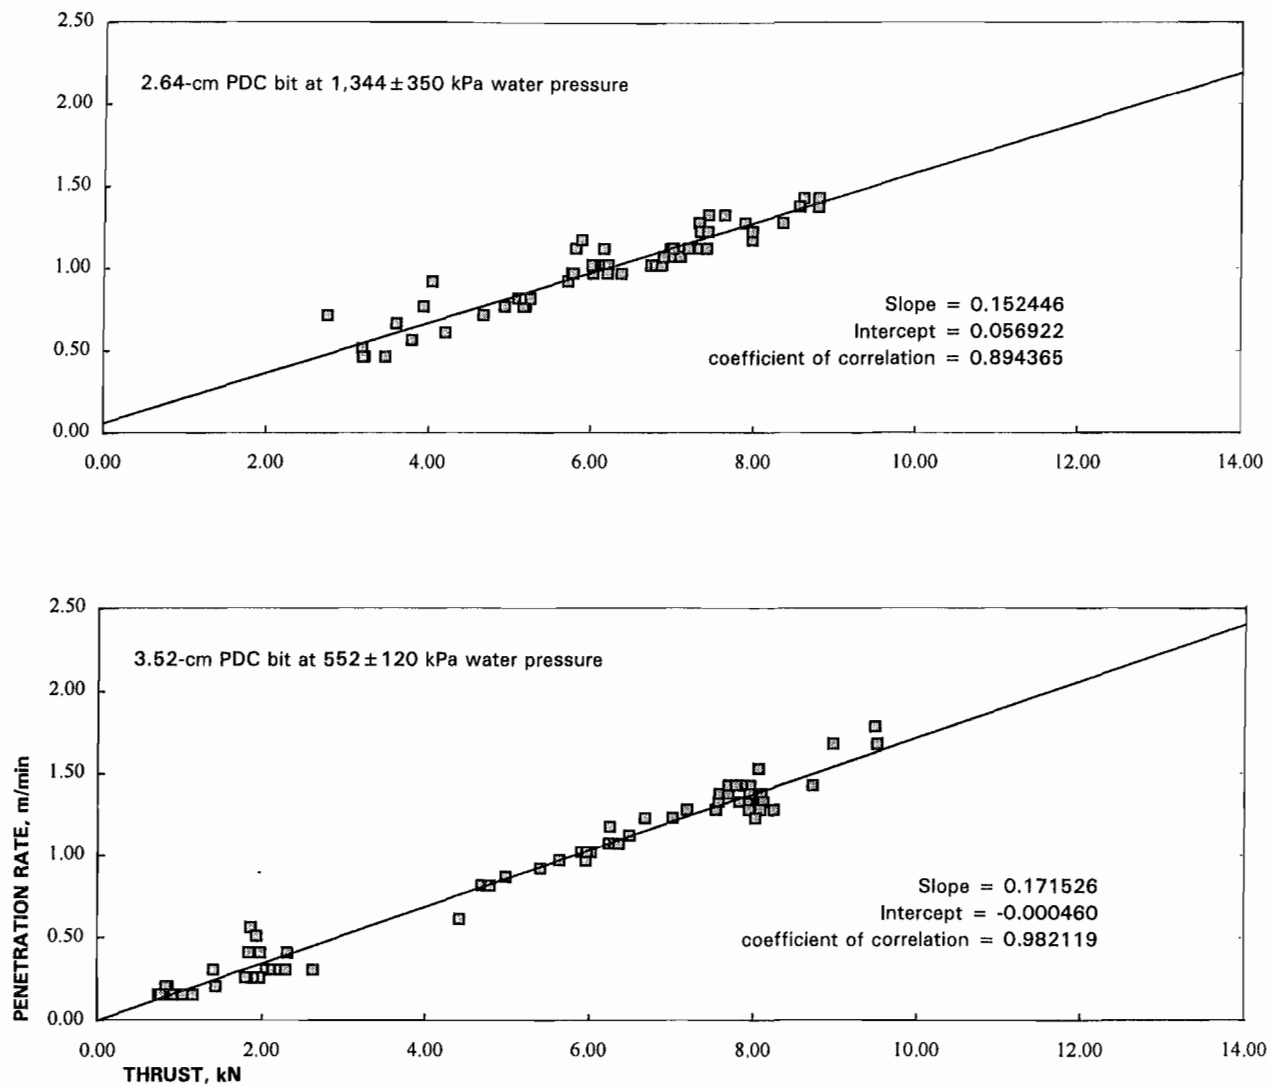 2.50
2.64-cm PDC bit at 1,344±350 kPa water pressure
2.00
1.50
1.00
Slope = 0.152446
Intercept = 0.056922
0.50
coefficient of correlation = 0.894365
0.00
0.00 2.00 4.00 6.00 8.00 10.00 12.00 14.00
2.50
3.52-cm PDC bit at 552±120 kPa water pressure
2.00
1.50
1.00
Slope = 0.171526
Intercept = -0.000460
0.50
coefficient of correlation = 0.982119
0.00
PENETRATION RATE, m/min
0.00 2.00 4.00 6.00 8.00 10.00 12.00 14.00
THRUST, kN